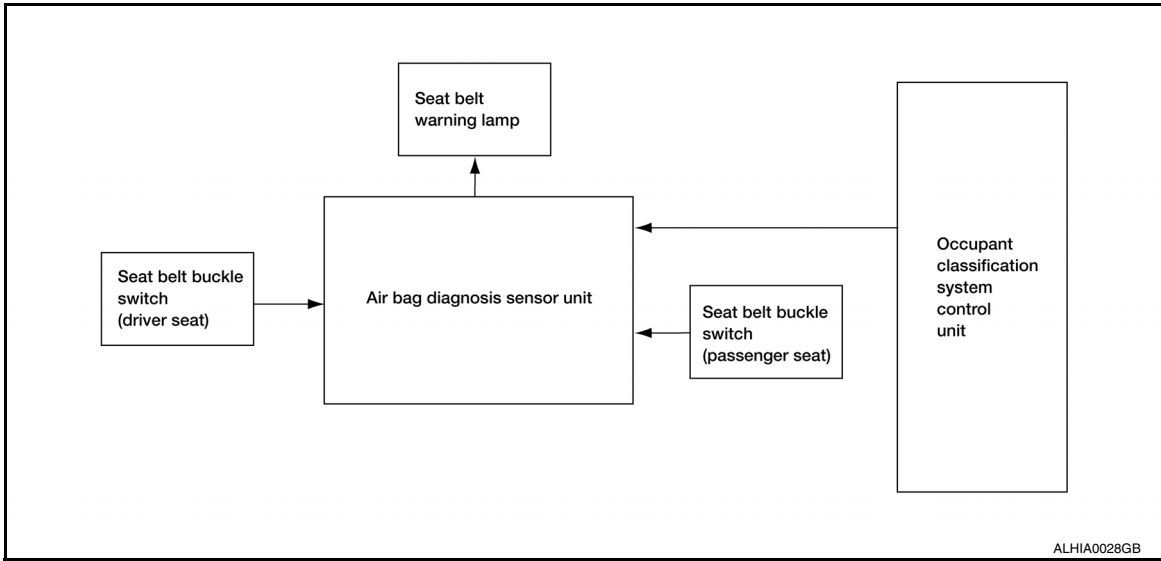 Seat belt
warning lamp
Seat belt buckle
switch
(driver seat)
Air bag diagnosis sensor unit
Seat belt buckle
switch
(passenger seat)
Occupant
classification
system
control
unit
ALHIA0028GB